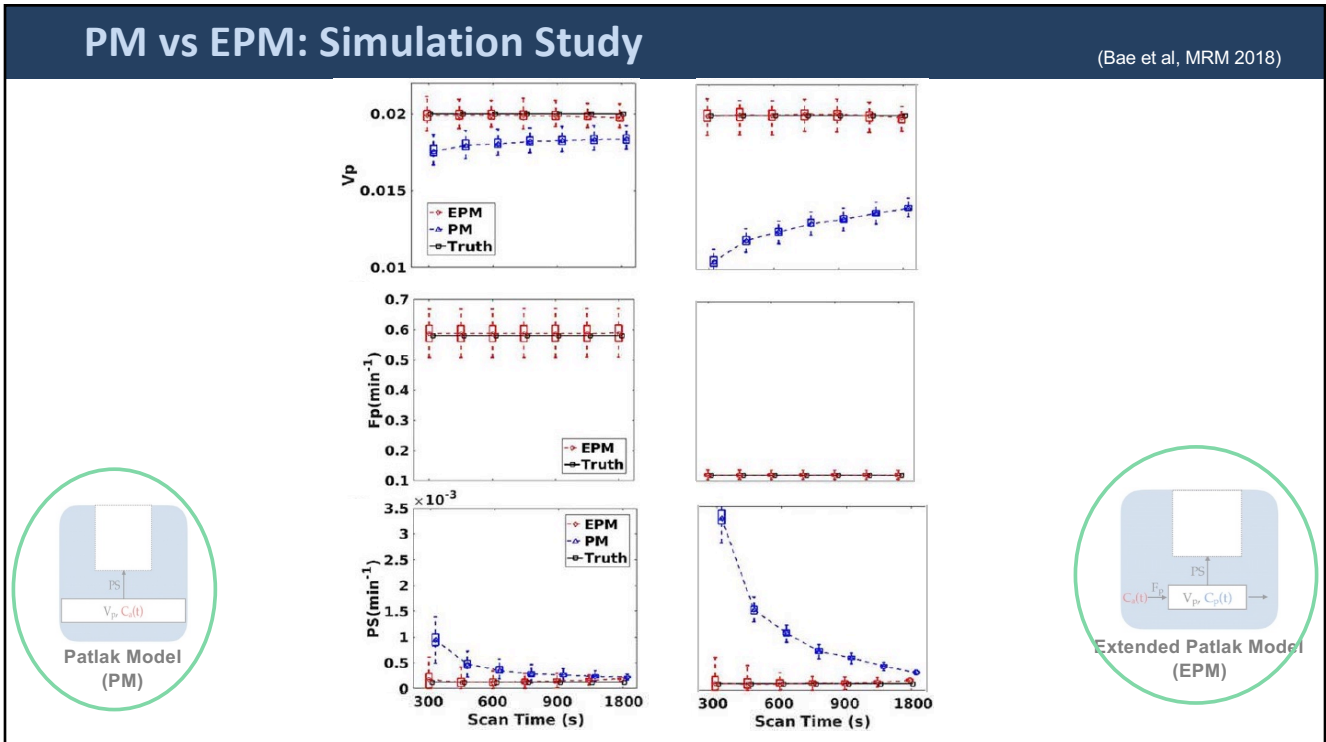 PM vs EPM: Simulation Study
(Bae et al, MRM 2018)
0.02
0.015
0.01
Vp
EPM
PM
Truth
0.7
0.6
0.5
0.4
0.3
0.2
0.1
Fp(min⁻¹)
EPM
Truth
×10⁻³
3.5
3
2.5
2
1.5
1
0.5
0
PS(min⁻¹)
EPM
PM
Truth
300 600 900 1800
Scan Time (s)
300 600 900 1800
Scan Time (s)
PS
Vₚ, Cₐ(t)
Patlak Model
(PM)
PS
Cₐ(t) Fₚ Vₚ, Cₚ(t)
Extended Patlak Model
(EPM)